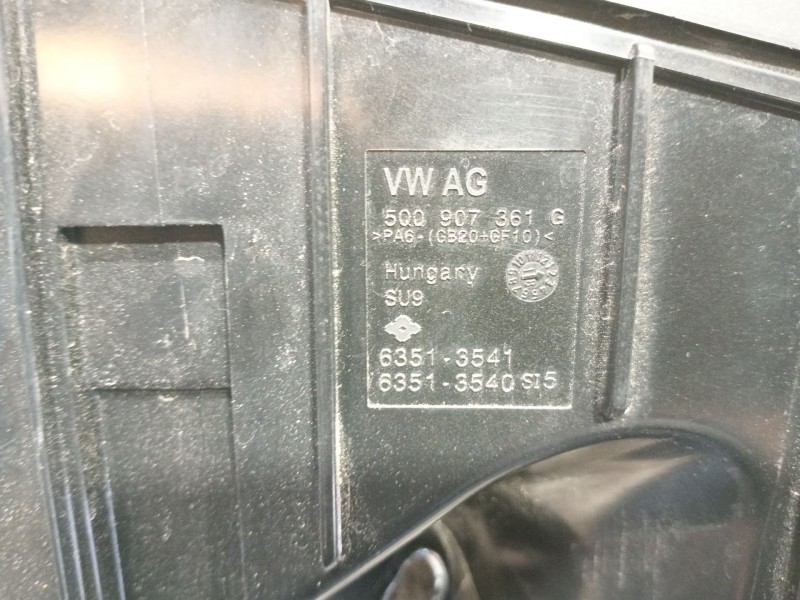 VW AG
5Q0 907 361 G
>PA6-(GB20+GF10)<
Hungary
SU9
6351-3541
6351-3540 SI5